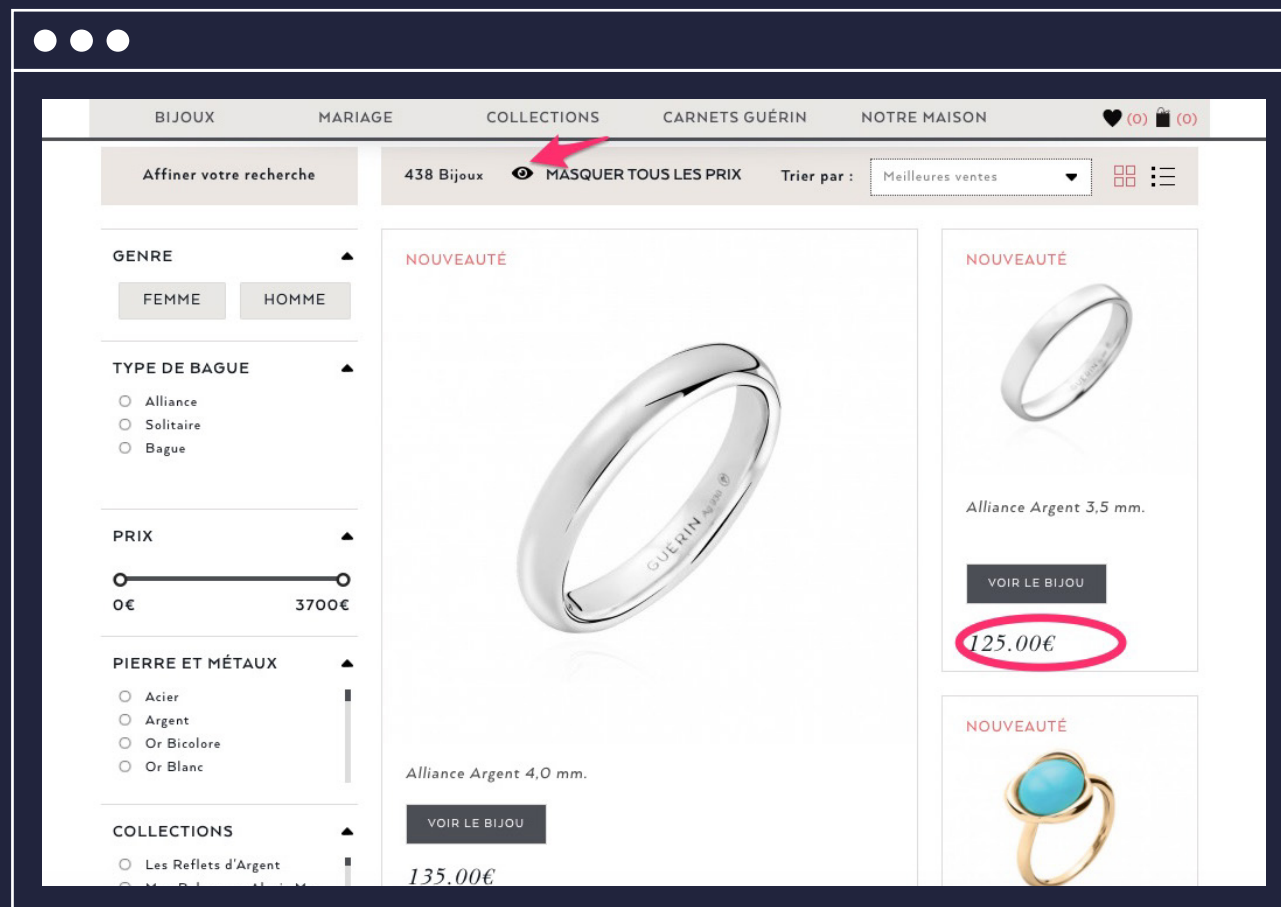 BIJOUX MARIAGE COLLECTIONS CARNETS GUÉRIN NOTRE MAISON (0) (0)
Affiner votre recherche
438 Bijoux MASQUER TOUS LES PRIX Trier par : Meilleures ventes
GENRE
FEMME HOMME
TYPE DE BAGUE
Alliance
Solitaire
Bague
PRIX
0€ 3700€
PIERRE ET MÉTAUX
Acier
Argent
Or Bicolore
Or Blanc
COLLECTIONS
Les Reflets d'Argent
NOUVEAUTÉ
GUÉRIN Ag 930
Alliance Argent 4,0 mm.
VOIR LE BIJOU
135.00€
NOUVEAUTÉ
GUÉRIN
Alliance Argent 3,5 mm.
VOIR LE BIJOU
125.00€
NOUVEAUTÉ